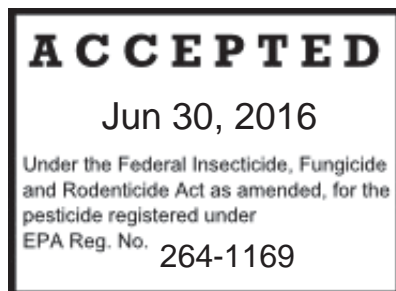 ACCEPTED
Jun 30, 2016
Under the Federal Insecticide, Fungicide
and Rodenticide Act as amended, for the
pesticide registered under
EPA Reg. No. 264-1169